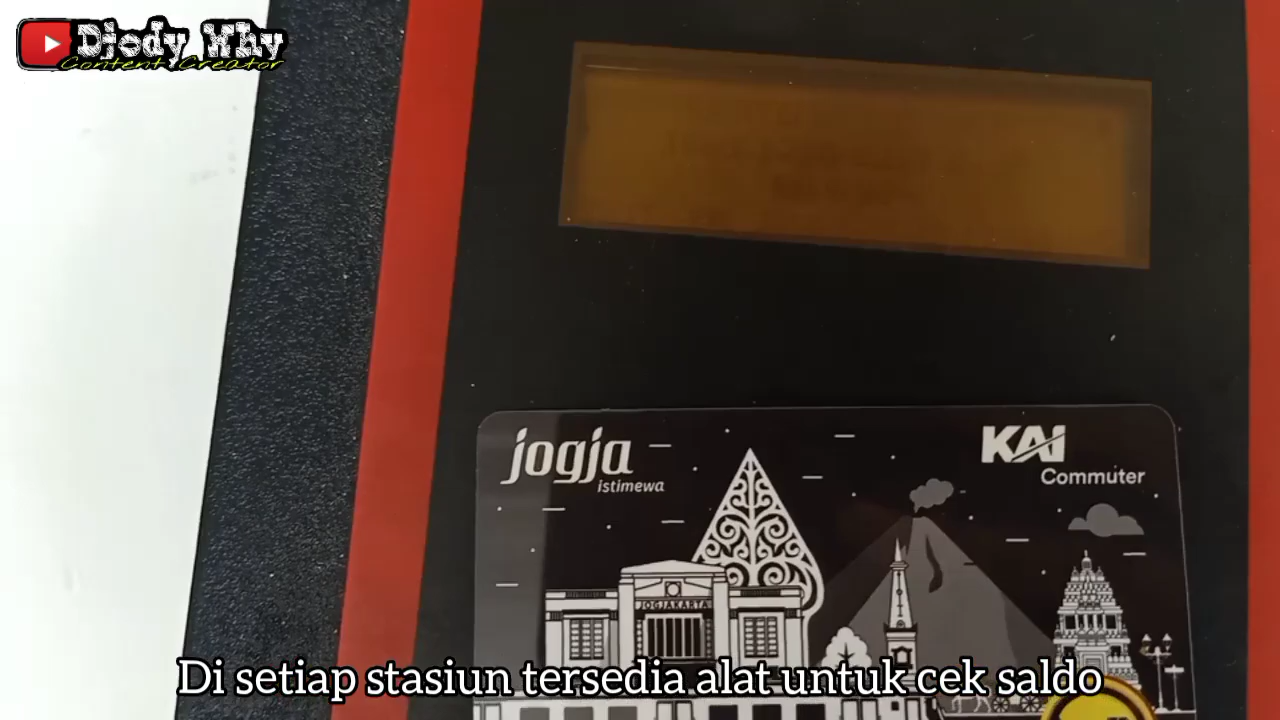 Djody Why
Content Creator
jogja
istimewa
KAI
Commuter
JOGJAKARTA
Di setiap stasiun tersedia alat untuk cek saldo